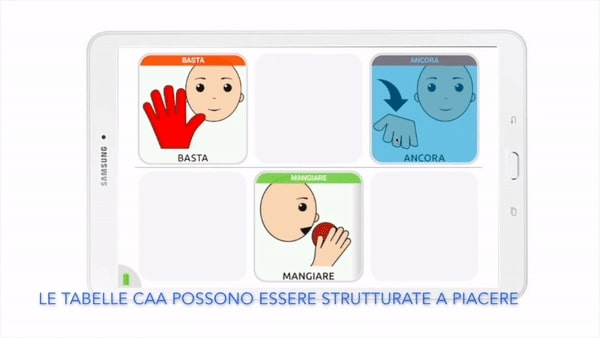 BASTA
ANCORA
BASTA
ANCORA
MANGIARE
MANGIARE
SAMSUNG
LE TABELLE CAA POSSONO ESSERE STRUTTURATE A PIACERE